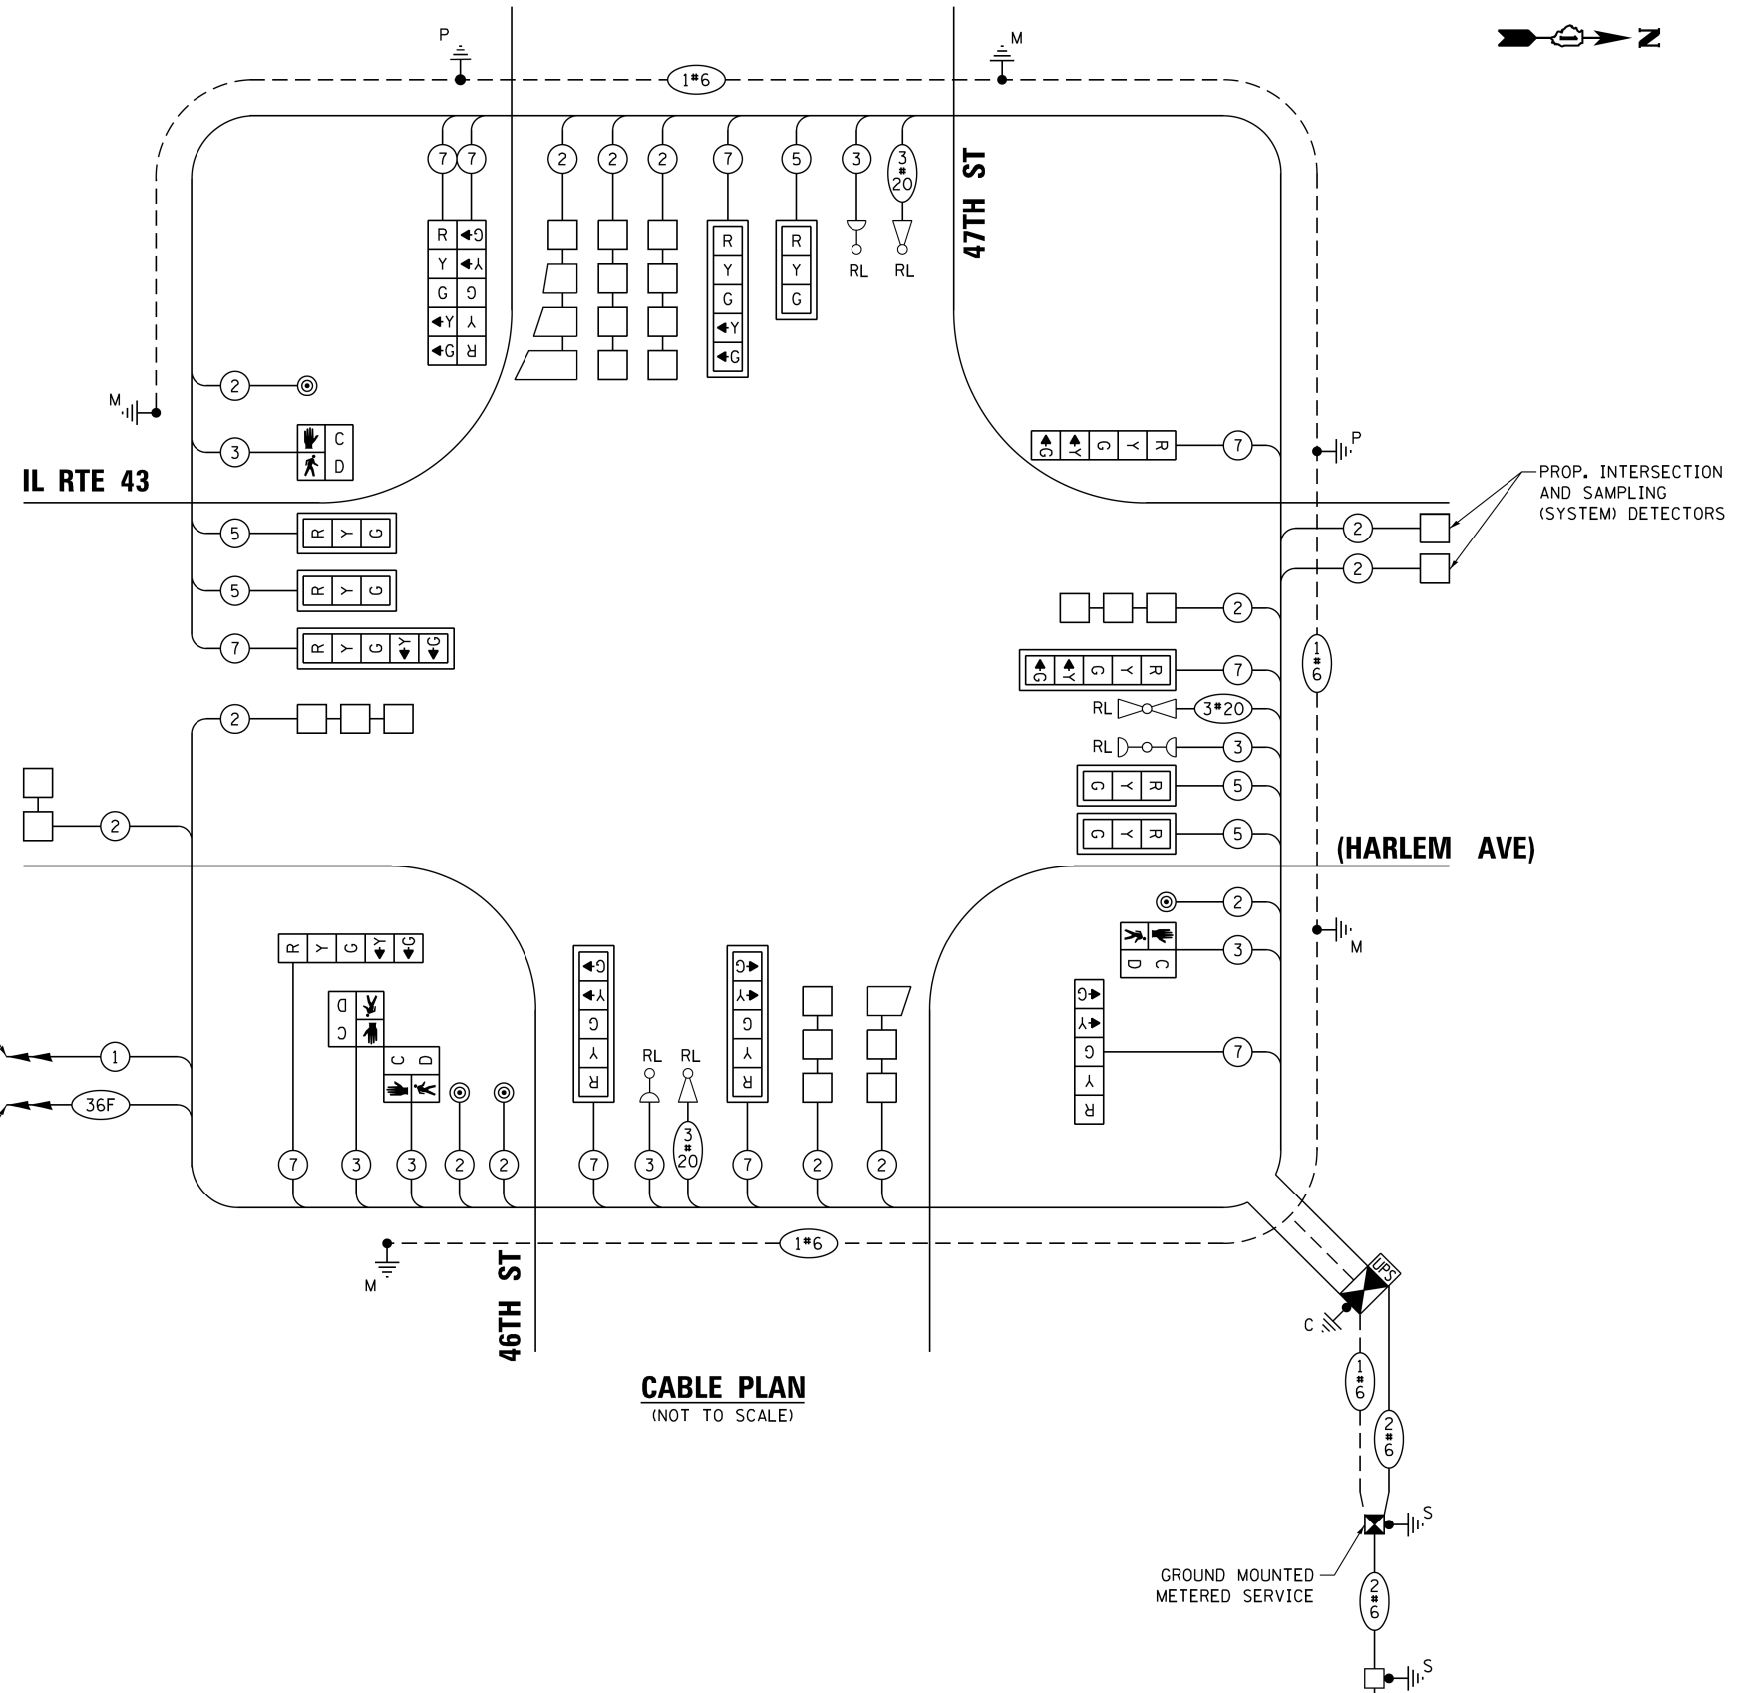 P
M
N
1#6
7 7 2 2 2 7 5 3 3#20
47TH ST
R G
Y Y
G G
Y Y
G R
R
Y
G
Y
G
R
Y
G
RL RL
2
M
3
C
D
IL RTE 43
5 R Y G
5 R Y G
7 R Y G Y G
2
2
G Y G Y R 7
P
PROP. INTERSECTION
AND SAMPLING
(SYSTEM) DETECTORS
2
2
2
1#6
G Y G Y R 7
RL 3#20
RL 3
G Y R 5
G Y R 5
(HARLEM AVE)
2
D C 3
M
G
Y
G
Y
R
7
R Y G Y G
D
C
C D
G
Y
G
Y
R
RL RL
G
Y
G
Y
R
1
36F
7 3 3 2 2 7 3 3#20 7 2 2
1#6
M
46TH ST
UPS
C
CABLE PLAN
(NOT TO SCALE)
1#6
2#6
S
GROUND MOUNTED
METERED SERVICE
2#6
S